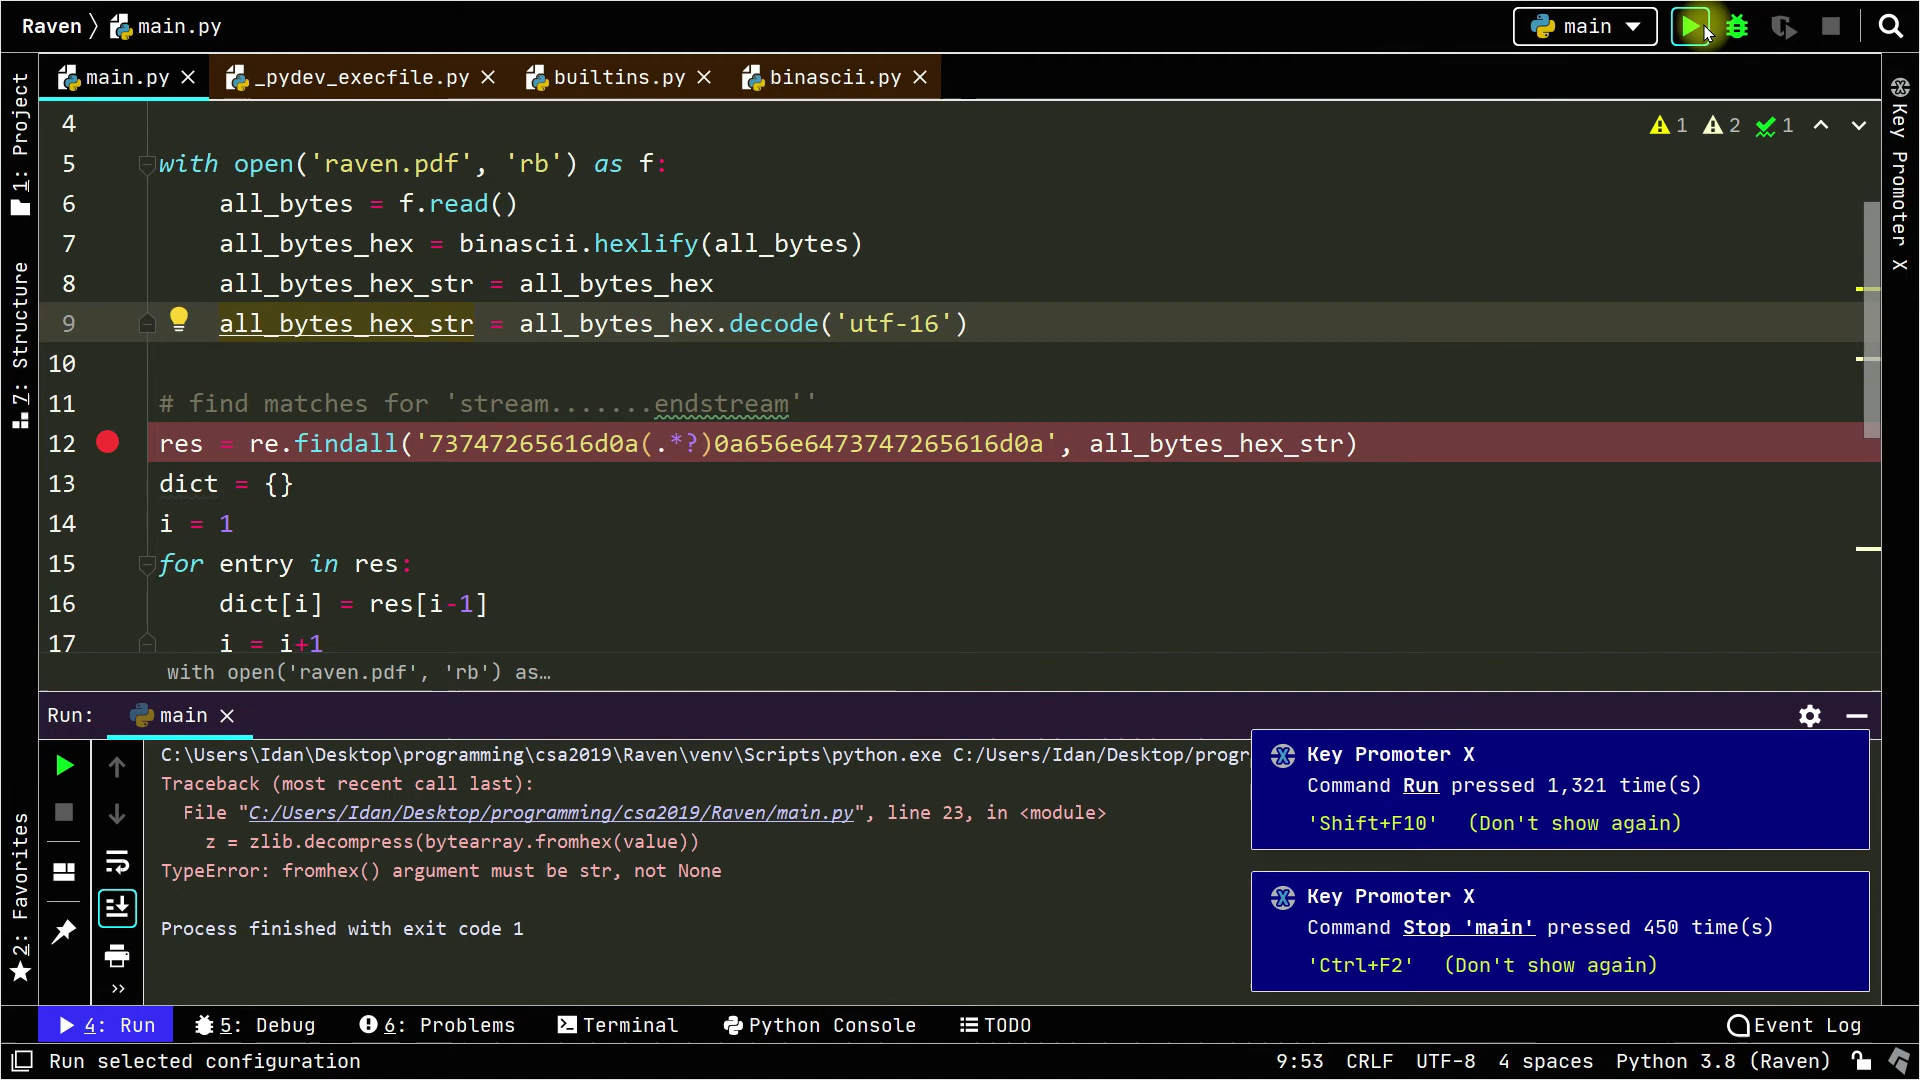 Raven 〉 main.py
main
main.py
_pydev_execfile.py
builtins.py
binascii.py
1: Project
7: Structure
2: Favorites
Key Promoter X
1 2 1
4
5 with open('raven.pdf', 'rb') as f:
6 all_bytes = f.read()
7 all_bytes_hex = binascii.hexlify(all_bytes)
8 all_bytes_hex_str = all_bytes_hex
9 all_bytes_hex_str = all_bytes_hex.decode('utf-16')
10
11 # find matches for 'stream.......endstream''
12 res = re.findall('73747265616d0a(.*?)0a656e6473747265616d0a', all_bytes_hex_str)
13 dict = {}
14 i = 1
15 for entry in res:
16 dict[i] = res[i-1]
17 i = i+1
with open('raven.pdf', 'rb') as…
Run: main
C:\Users\Idan\Desktop\programming\csa2019\Raven\venv\Scripts\python.exe C:/Users/Idan/Desktop/progr
Traceback (most recent call last):
File "C:/Users/Idan/Desktop/programming/csa2019/Raven/main.py", line 23, in <module>
z = zlib.decompress(bytearray.fromhex(value))
TypeError: fromhex() argument must be str, not None
Process finished with exit code 1
Key Promoter X
Command Run pressed 1,321 time(s)
'Shift+F10' (Don't show again)
Key Promoter X
Command Stop 'main' pressed 450 time(s)
'Ctrl+F2' (Don't show again)
4: Run
5: Debug
6: Problems
Terminal
Python Console
TODO
Event Log
Run selected configuration
9:53 CRLF UTF-8 4 spaces Python 3.8 (Raven)